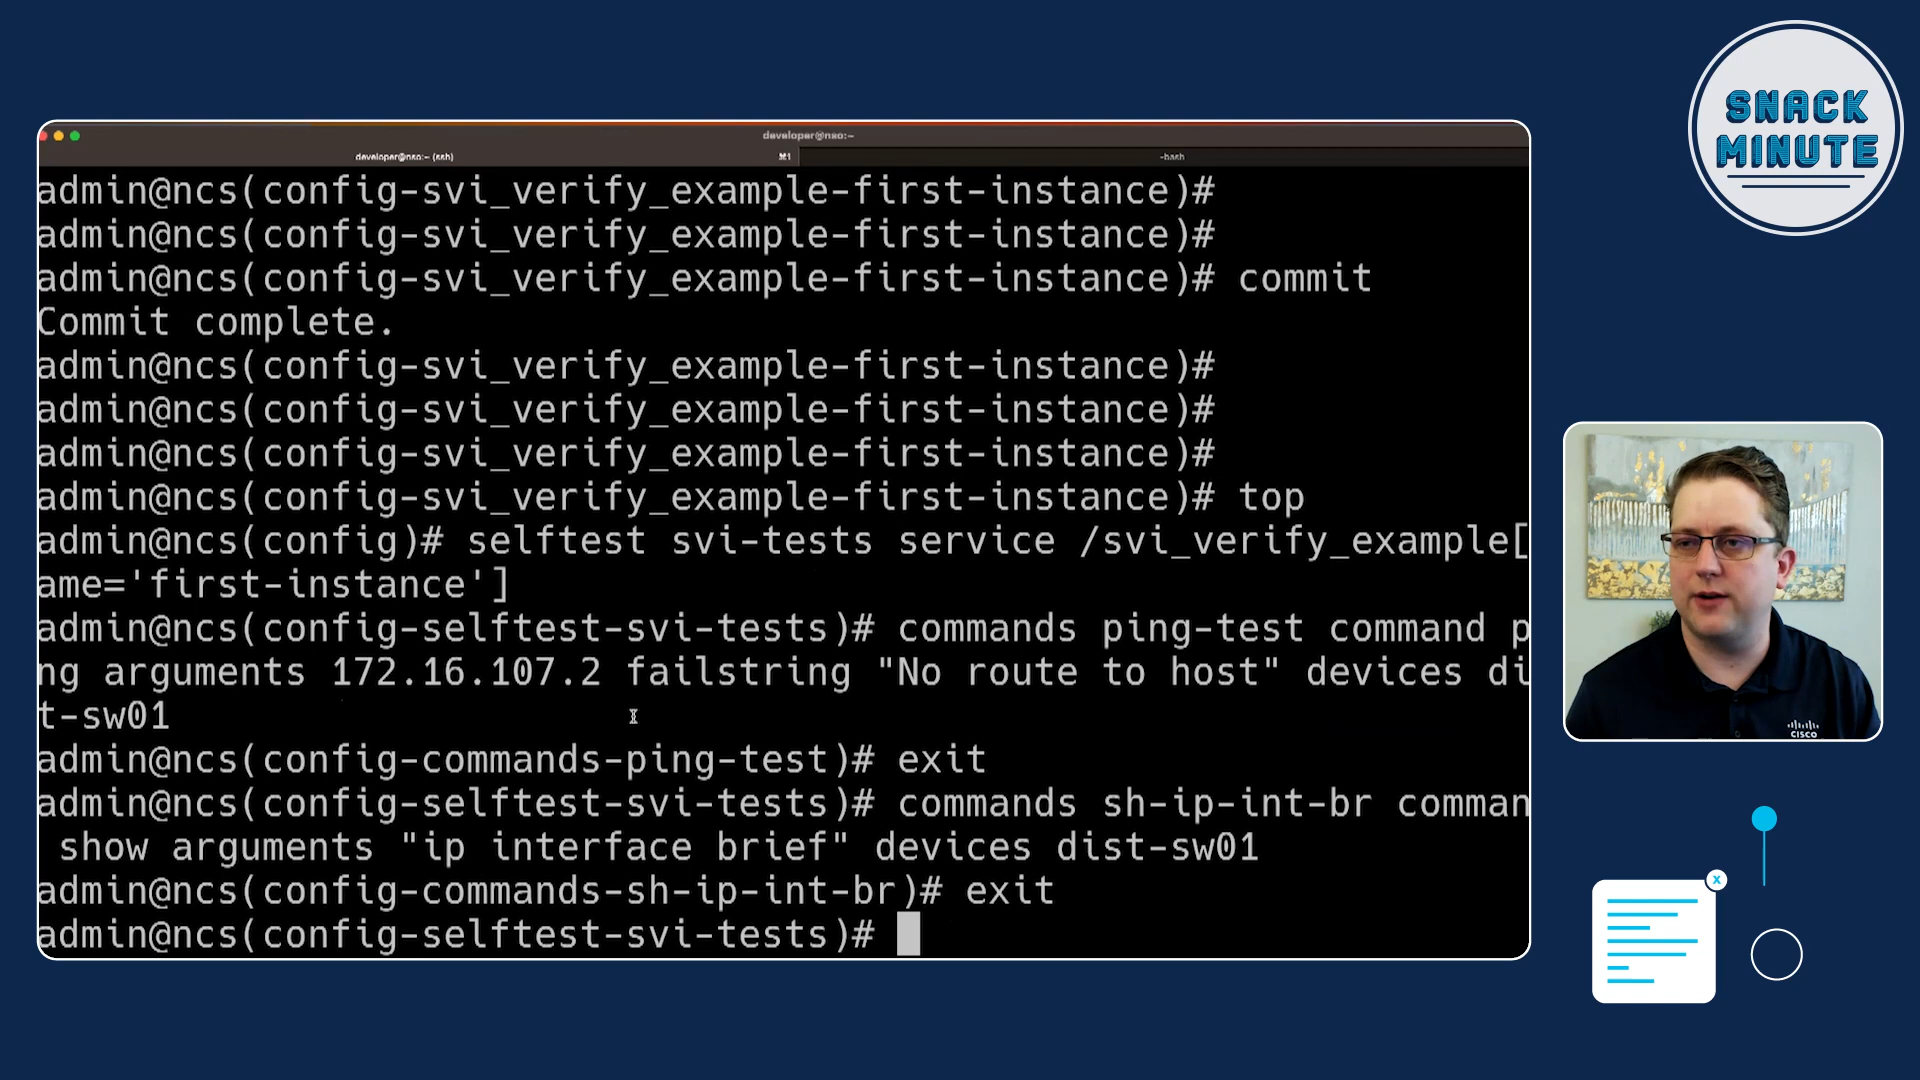 SNACK
MINUTE
developer@nso:~
developer@nso:~ (ssh)
⌘1
-bash
admin@ncs(config-svi_verify_example-first-instance)#
admin@ncs(config-svi_verify_example-first-instance)#
admin@ncs(config-svi_verify_example-first-instance)# commit
Commit complete.
admin@ncs(config-svi_verify_example-first-instance)#
admin@ncs(config-svi_verify_example-first-instance)#
admin@ncs(config-svi_verify_example-first-instance)#
admin@ncs(config-svi_verify_example-first-instance)# top
admin@ncs(config)# selftest svi-tests service /svi_verify_example[
ame='first-instance']
admin@ncs(config-selftest-svi-tests)# commands ping-test command p
ng arguments 172.16.107.2 failstring "No route to host" devices di
t-sw01
admin@ncs(config-commands-ping-test)# exit
admin@ncs(config-selftest-svi-tests)# commands sh-ip-int-br comman
show arguments "ip interface brief" devices dist-sw01
admin@ncs(config-commands-sh-ip-int-br)# exit
admin@ncs(config-selftest-svi-tests)#
CISCO
X